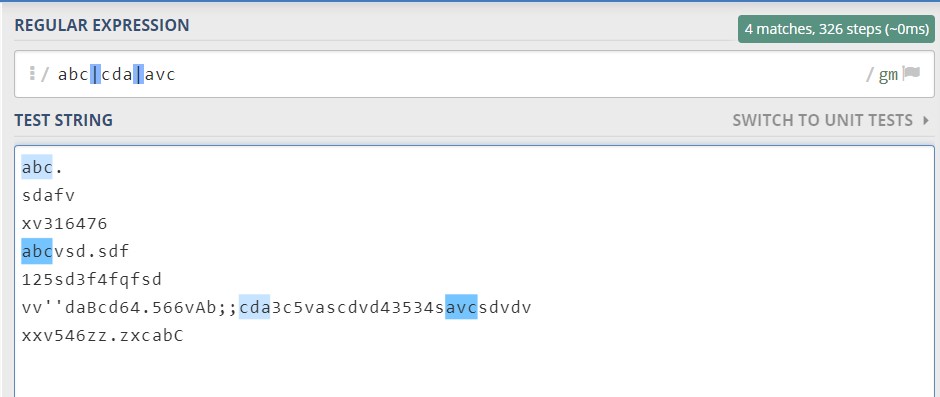 REGULAR EXPRESSION
4 matches, 326 steps (~0ms)
/ abc|cda|avc / gm
TEST STRING
SWITCH TO UNIT TESTS
abc.
sdafv
xv316476
abcvsd.sdf
125sd3f4fqfsd
vv''daBcd64.566vAb;;cda3c5vascdvd43534savcsdvdv
xxv546zz.zxcabC